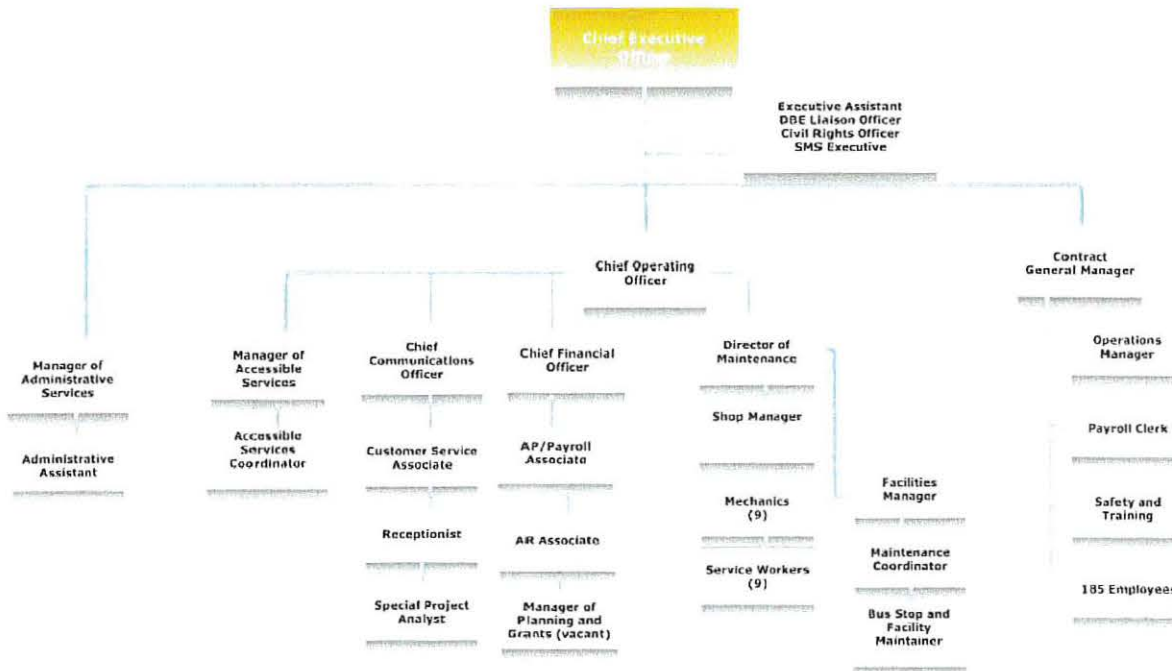 Chief Executive
Officer
Executive Assistant
DBE Liaison Officer
Civil Rights Officer
SMS Executive
Chief Operating
Officer
Contract
General Manager
Manager of
Administrative
Services
Administrative
Assistant
Manager of
Accessible
Services
Accessible
Services
Coordinator
Chief
Communications
Officer
Customer Service
Associate
Receptionist
Special Project
Analyst
Chief Financial
Officer
AP/Payroll
Associate
AR Associate
Manager of
Planning and
Grants (vacant)
Director of
Maintenance
Shop Manager
Mechanics
(9)
Service Workers
(9)
Facilities
Manager
Maintenance
Coordinator
Bus Stop and
Facility
Maintainer
Operations
Manager
Payroll Clerk
Safety and
Training
185 Employees